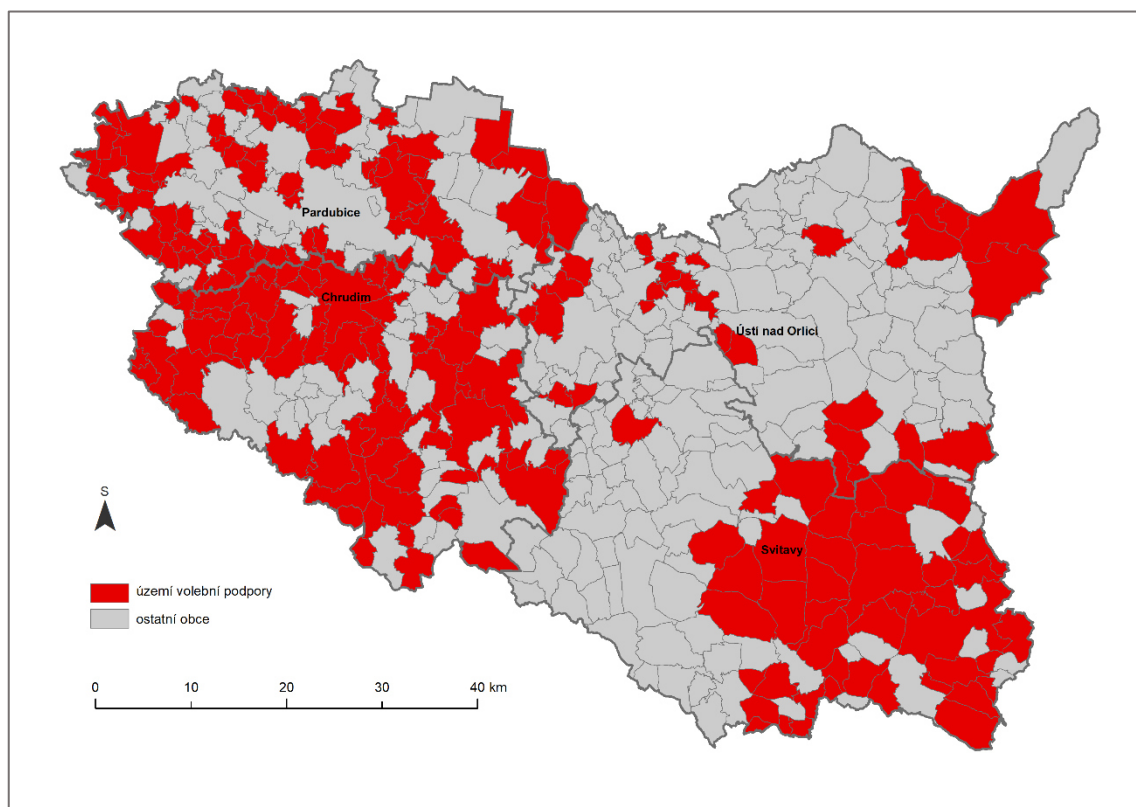 Pardubice
Chrudim
Ústí nad Orlicí
Svitavy
S
území volební podpory
ostatní obce
0 10 20 30 40 km